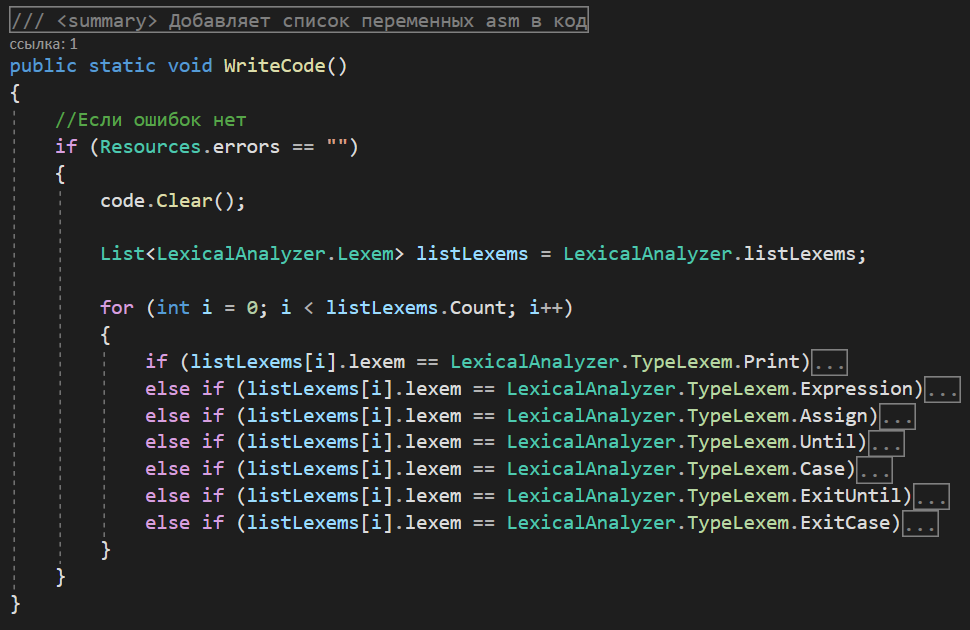 /// <summary> Добавляет список переменных asm в код
ссылка: 1
public static void WriteCode()
{
    //Если ошибок нет
    if (Resources.errors == "")
    {
        code.Clear();
        List<LexicalAnalyzer.Lexem> listLexems = LexicalAnalyzer.listLexems;
        for (int i = 0; i < listLexems.Count; i++)
        {
            if (listLexems[i].lexem == LexicalAnalyzer.TypeLexem.Print)...
            else if (listLexems[i].lexem == LexicalAnalyzer.TypeLexem.Expression)...
            else if (listLexems[i].lexem == LexicalAnalyzer.TypeLexem.Assign)...
            else if (listLexems[i].lexem == LexicalAnalyzer.TypeLexem.Until)...
            else if (listLexems[i].lexem == LexicalAnalyzer.TypeLexem.Case)...
            else if (listLexems[i].lexem == LexicalAnalyzer.TypeLexem.ExitUntil)...
            else if (listLexems[i].lexem == LexicalAnalyzer.TypeLexem.ExitCase)...
        }
    }
}